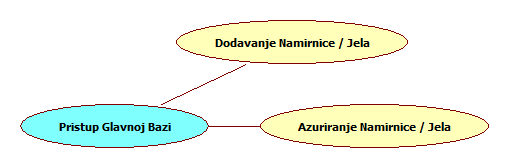 Dodavanje Namirnice / Jela
Pristup Glavnoj Bazi
Azuriranje Namirnice / Jela